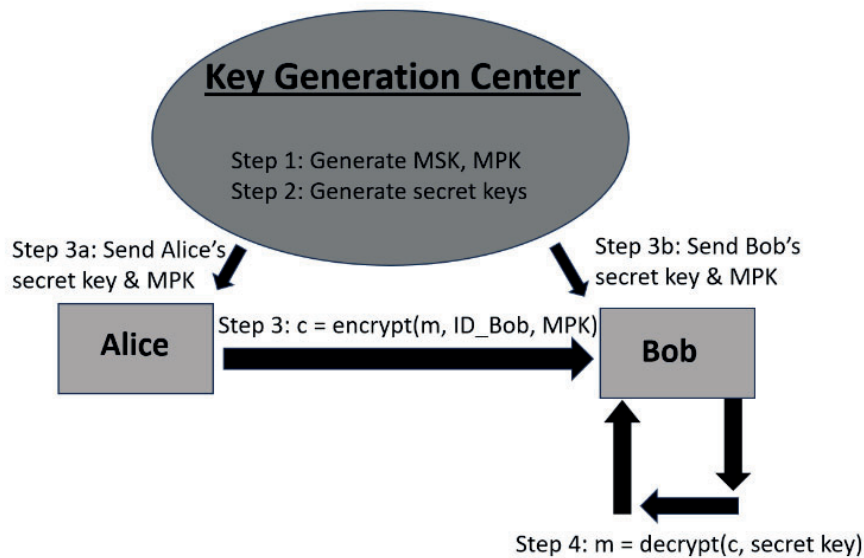 Key Generation Center
Step 1: Generate MSK, MPK
Step 2: Generate secret keys
Step 3a: Send Alice's
secret key & MPK
Step 3b: Send Bob's
secret key & MPK
Alice
Step 3: c = encrypt(m, ID_Bob, MPK)
Bob
Step 4: m = decrypt(c, secret key)